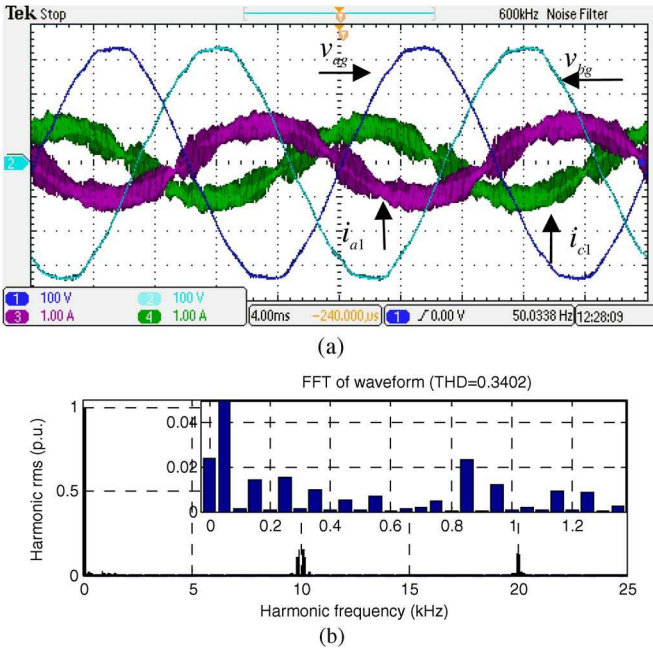 Tek Stop 600kHz Noise Filter
T
v_ag v_bg
2
i_a1 i_c1
1 100 V 2 100 V
3 1.00 A 4 1.00 A
4.00ms -240.000μs 1 0.00 V 50.0338 Hz 12:28:09
(a)
FFT of waveform (THD=0.3402)
Harmonic rms (p.u.)
1
0.5
0
0.04
0.02
0
0 0.2 0.4 0.6 0.8 1 1.2
0 5 10 15 20 25
Harmonic frequency (kHz)
(b)